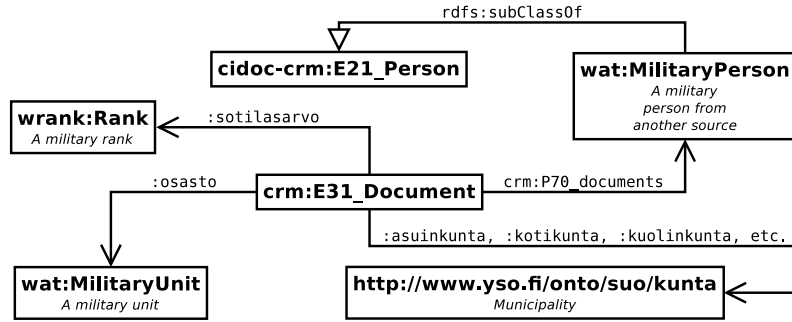 rdfs:subClassOf
cidoc-crm:E21_Person
wat:MilitaryPerson
A military
person from
another source
wrank:Rank
A military rank
:sotilasarvo
:osasto
crm:E31_Document
crm:P70_documents
:asuinkunta, :kotikunta, :kuolinkunta, etc.
wat:MilitaryUnit
A military unit
http://www.yso.fi/onto/suo/kunta
Municipality